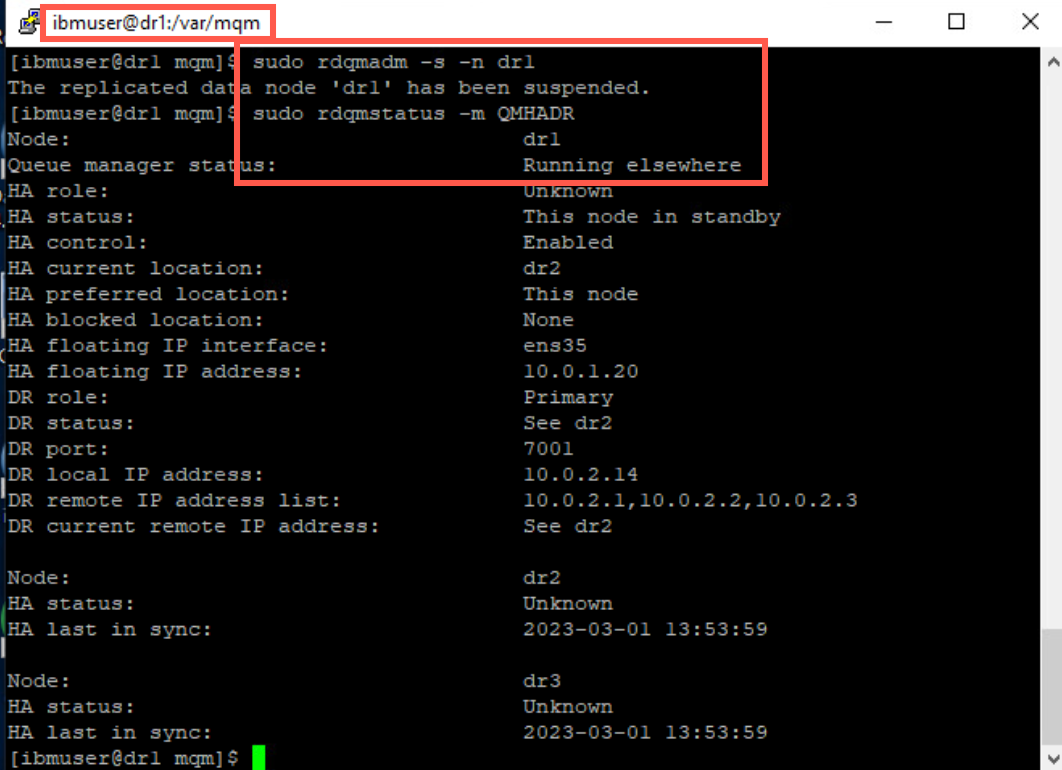 ibmuser@dr1:/var/mqm
[ibmuser@dr1 mqm]$ sudo rdqmadm -s -n dr1
The replicated data node 'dr1' has been suspended.
[ibmuser@dr1 mqm]$ sudo rdqmstatus -m QMHADR
Node: dr1
Queue manager status: Running elsewhere
HA role: Unknown
HA status: This node in standby
HA control: Enabled
HA current location: dr2
HA preferred location: This node
HA blocked location: None
HA floating IP interface: ens35
HA floating IP address: 10.0.1.20
DR role: Primary
DR status: See dr2
DR port: 7001
DR local IP address: 10.0.2.14
DR remote IP address list: 10.0.2.1,10.0.2.2,10.0.2.3
DR current remote IP address: See dr2
Node: dr2
HA status: Unknown
HA last in sync: 2023-03-01 13:53:59
Node: dr3
HA status: Unknown
HA last in sync: 2023-03-01 13:53:59
[ibmuser@dr1 mqm]$